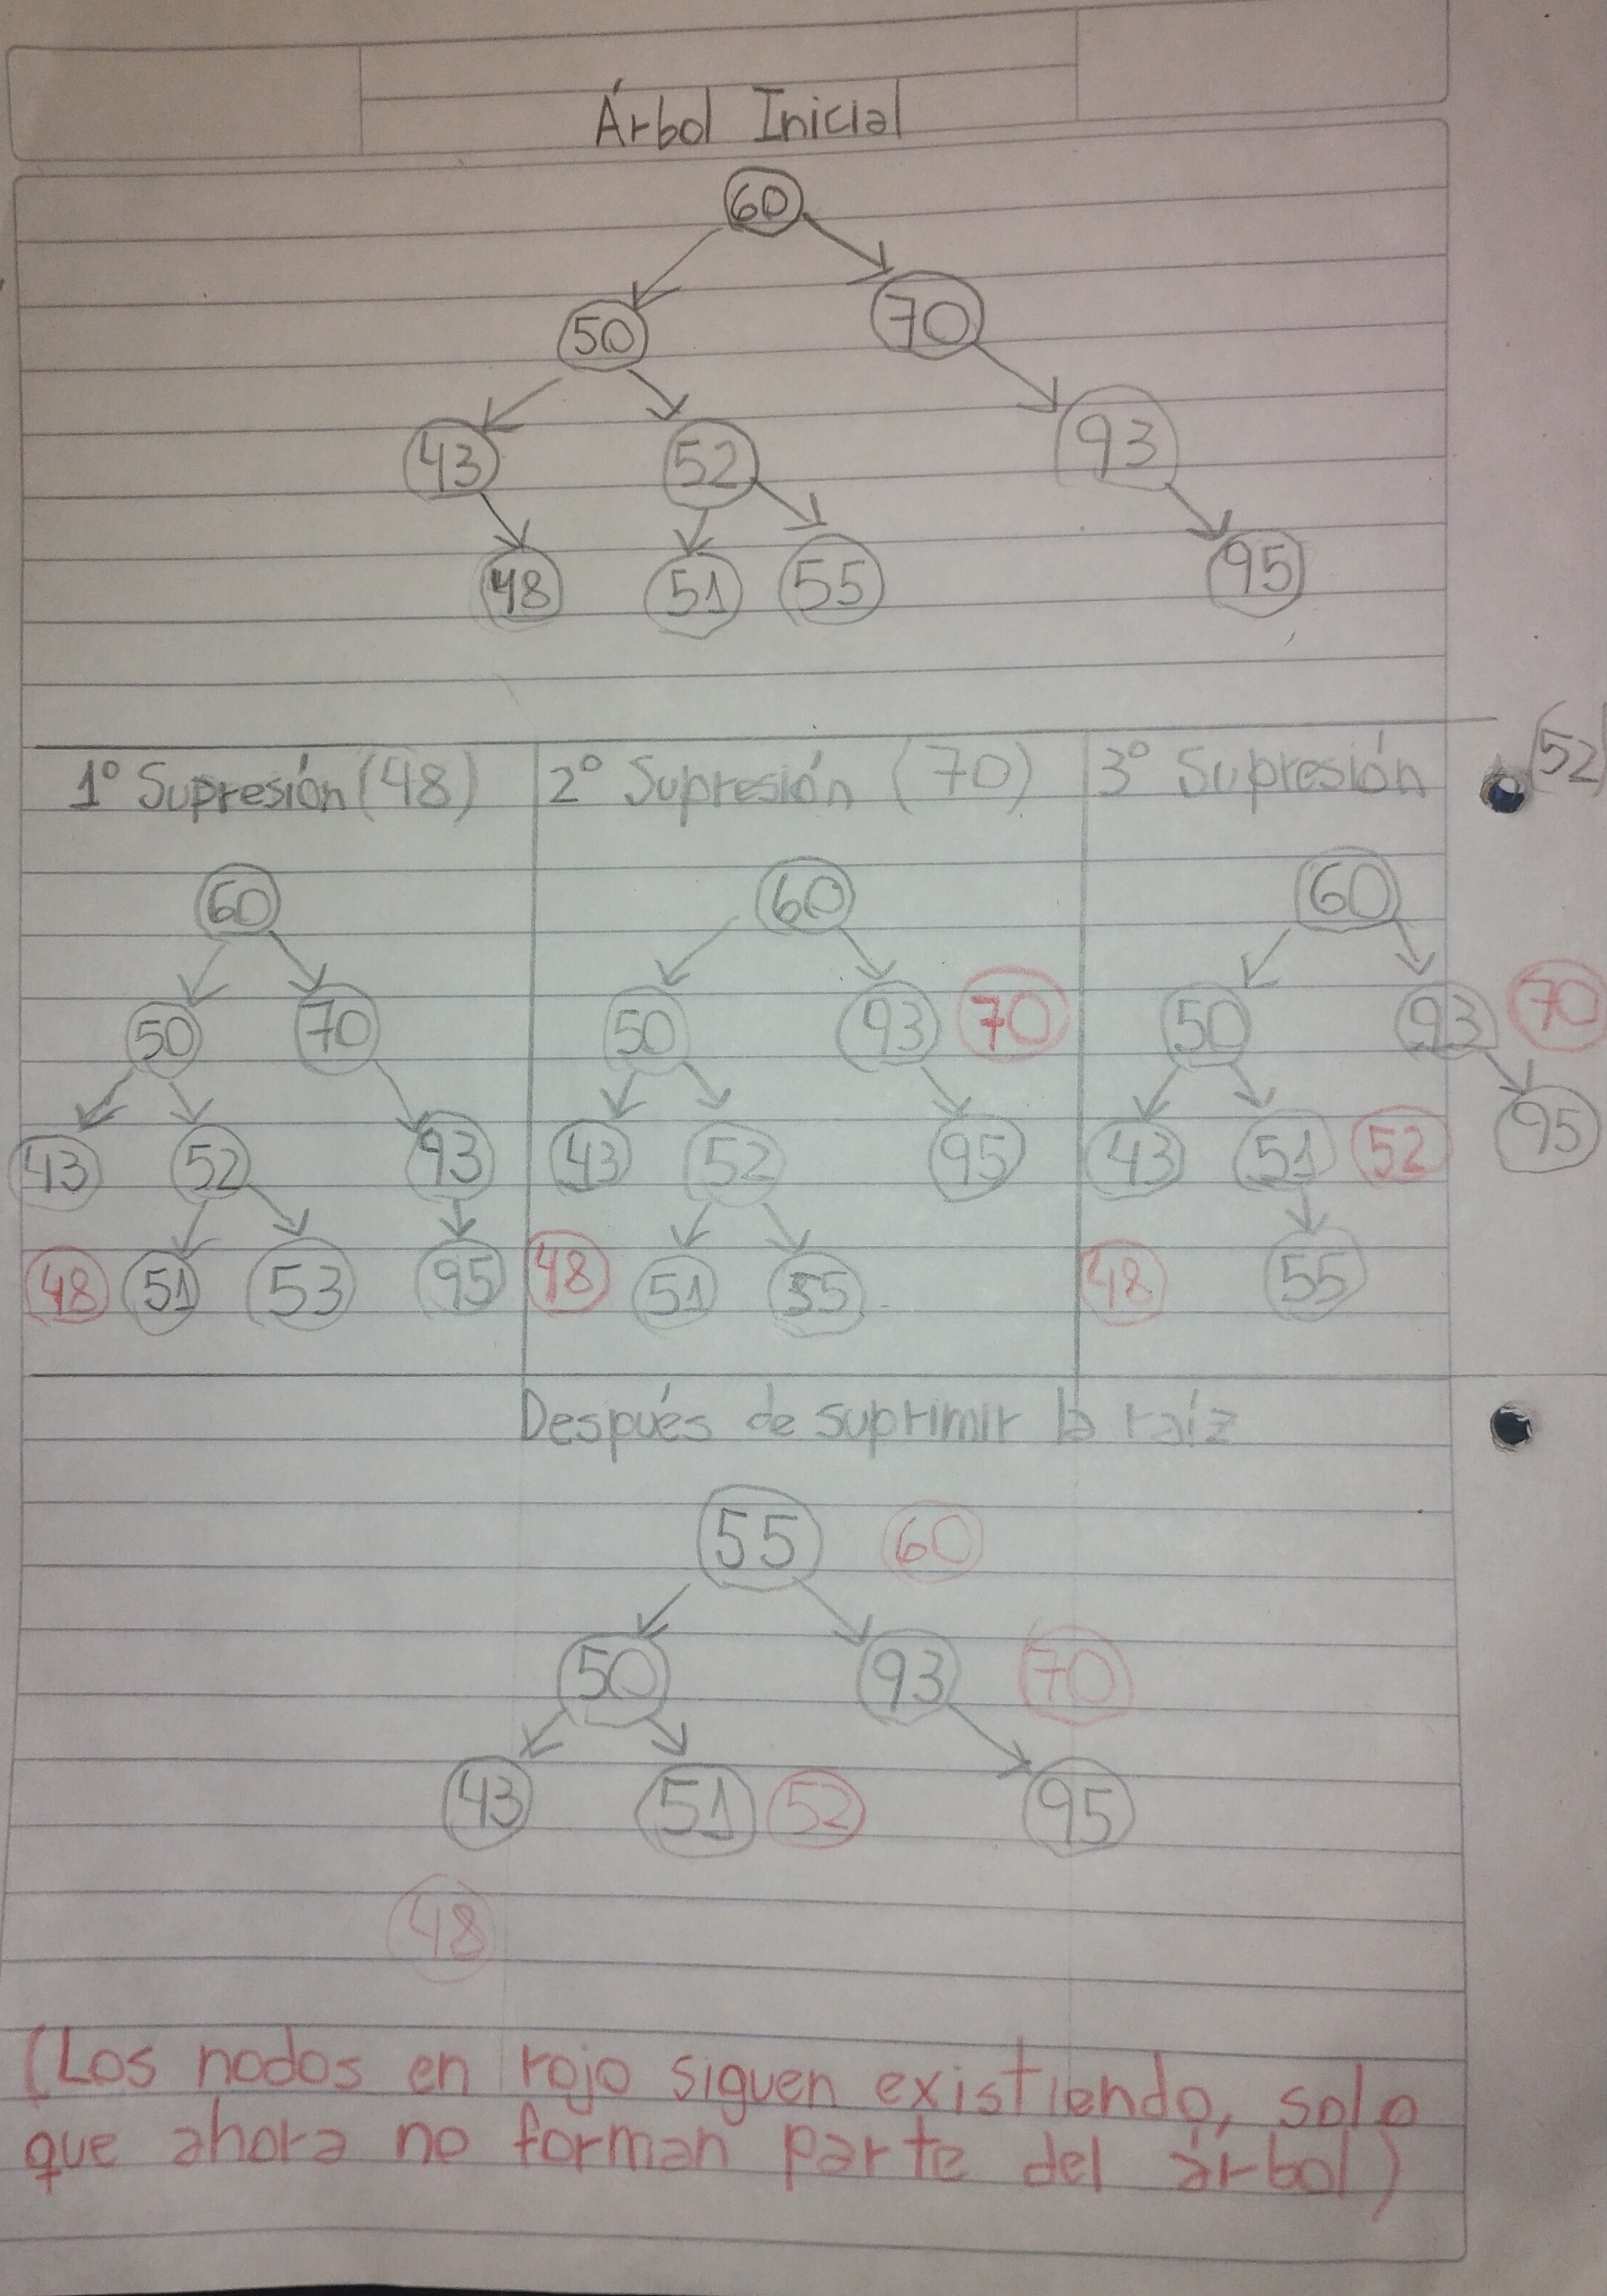 Árbol Inicial
60
50 70
43 52 93
48 51 55 95
1° Supresión (48) 2° Supresión (70) 3° Supresión (52)
60 60 60
50 70 50 93 70 50 93 70
43 52 93 43 52 95 43 51 52 95
48 51 53 95 48 51 55 48 55
Después de suprimir la raíz
55 60
50 93 70
43 51 52 95
48
(Los nodos en rojo siguen existiendo, solo
que ahora no forman parte del árbol)